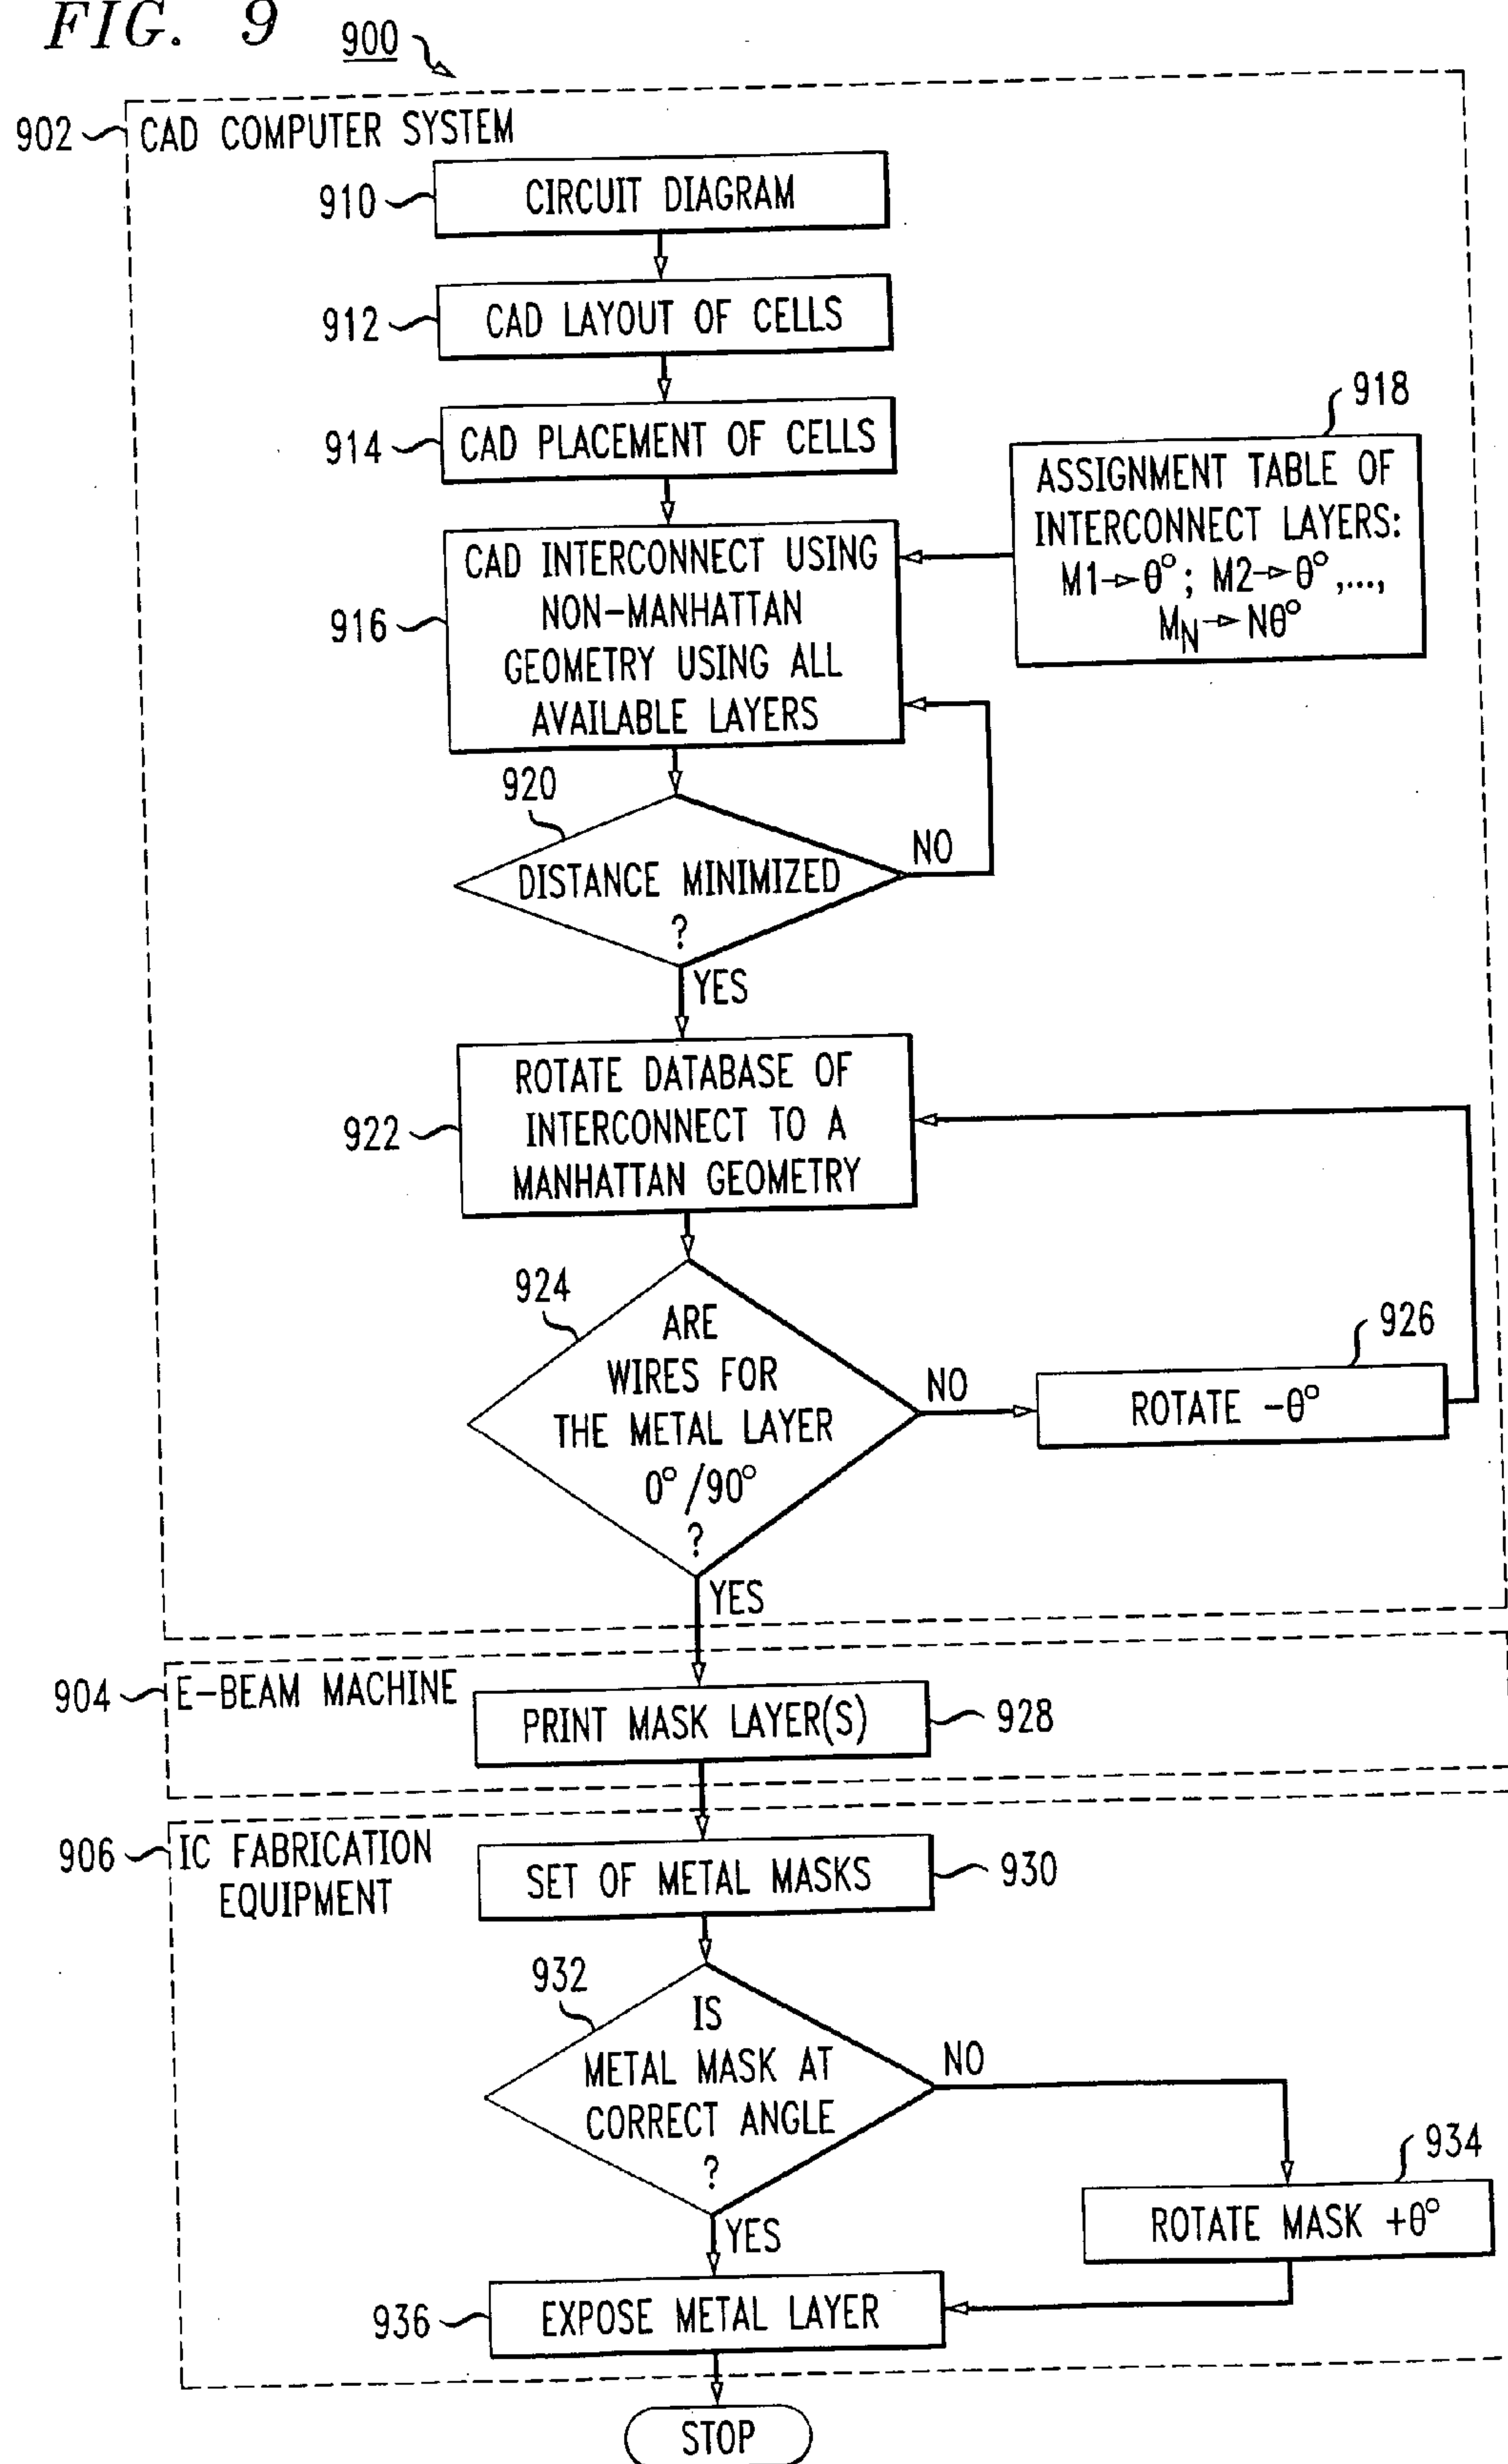 FIG. 9
900
902
CAD COMPUTER SYSTEM
910
CIRCUIT DIAGRAM
912
CAD LAYOUT OF CELLS
914
CAD PLACEMENT OF CELLS
918
ASSIGNMENT TABLE OF
INTERCONNECT LAYERS:
M1→θ°; M2→θ°,...,
M_N→Nθ°
916
CAD INTERCONNECT USING
NON-MANHATTAN
GEOMETRY USING ALL
AVAILABLE LAYERS
920
DISTANCE MINIMIZED
?
NO
YES
922
ROTATE DATABASE OF
INTERCONNECT TO A
MANHATTAN GEOMETRY
924
ARE
WIRES FOR
THE METAL LAYER
0°/90°
?
NO
926
ROTATE -θ°
YES
904
E-BEAM MACHINE
PRINT MASK LAYER(S)
928
906
IC FABRICATION
EQUIPMENT
SET OF METAL MASKS
930
932
IS
METAL MASK AT
CORRECT ANGLE
?
NO
934
ROTATE MASK +θ°
YES
936
EXPOSE METAL LAYER
STOP